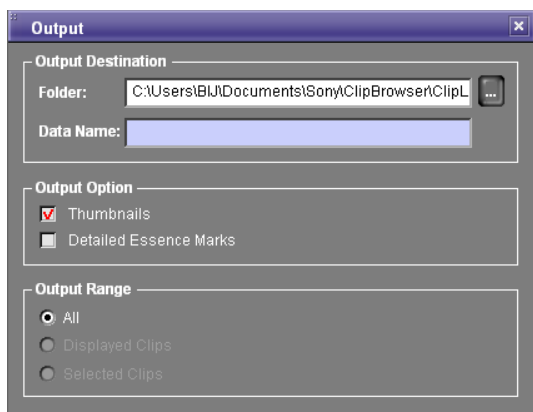 Output
Output Destination
Folder: C:\Users\BIJ\Documents\Sony\ClipBrowser\ClipL ...
Data Name:
Output Option
Thumbnails
Detailed Essence Marks
Output Range
All
Displayed Clips
Selected Clips